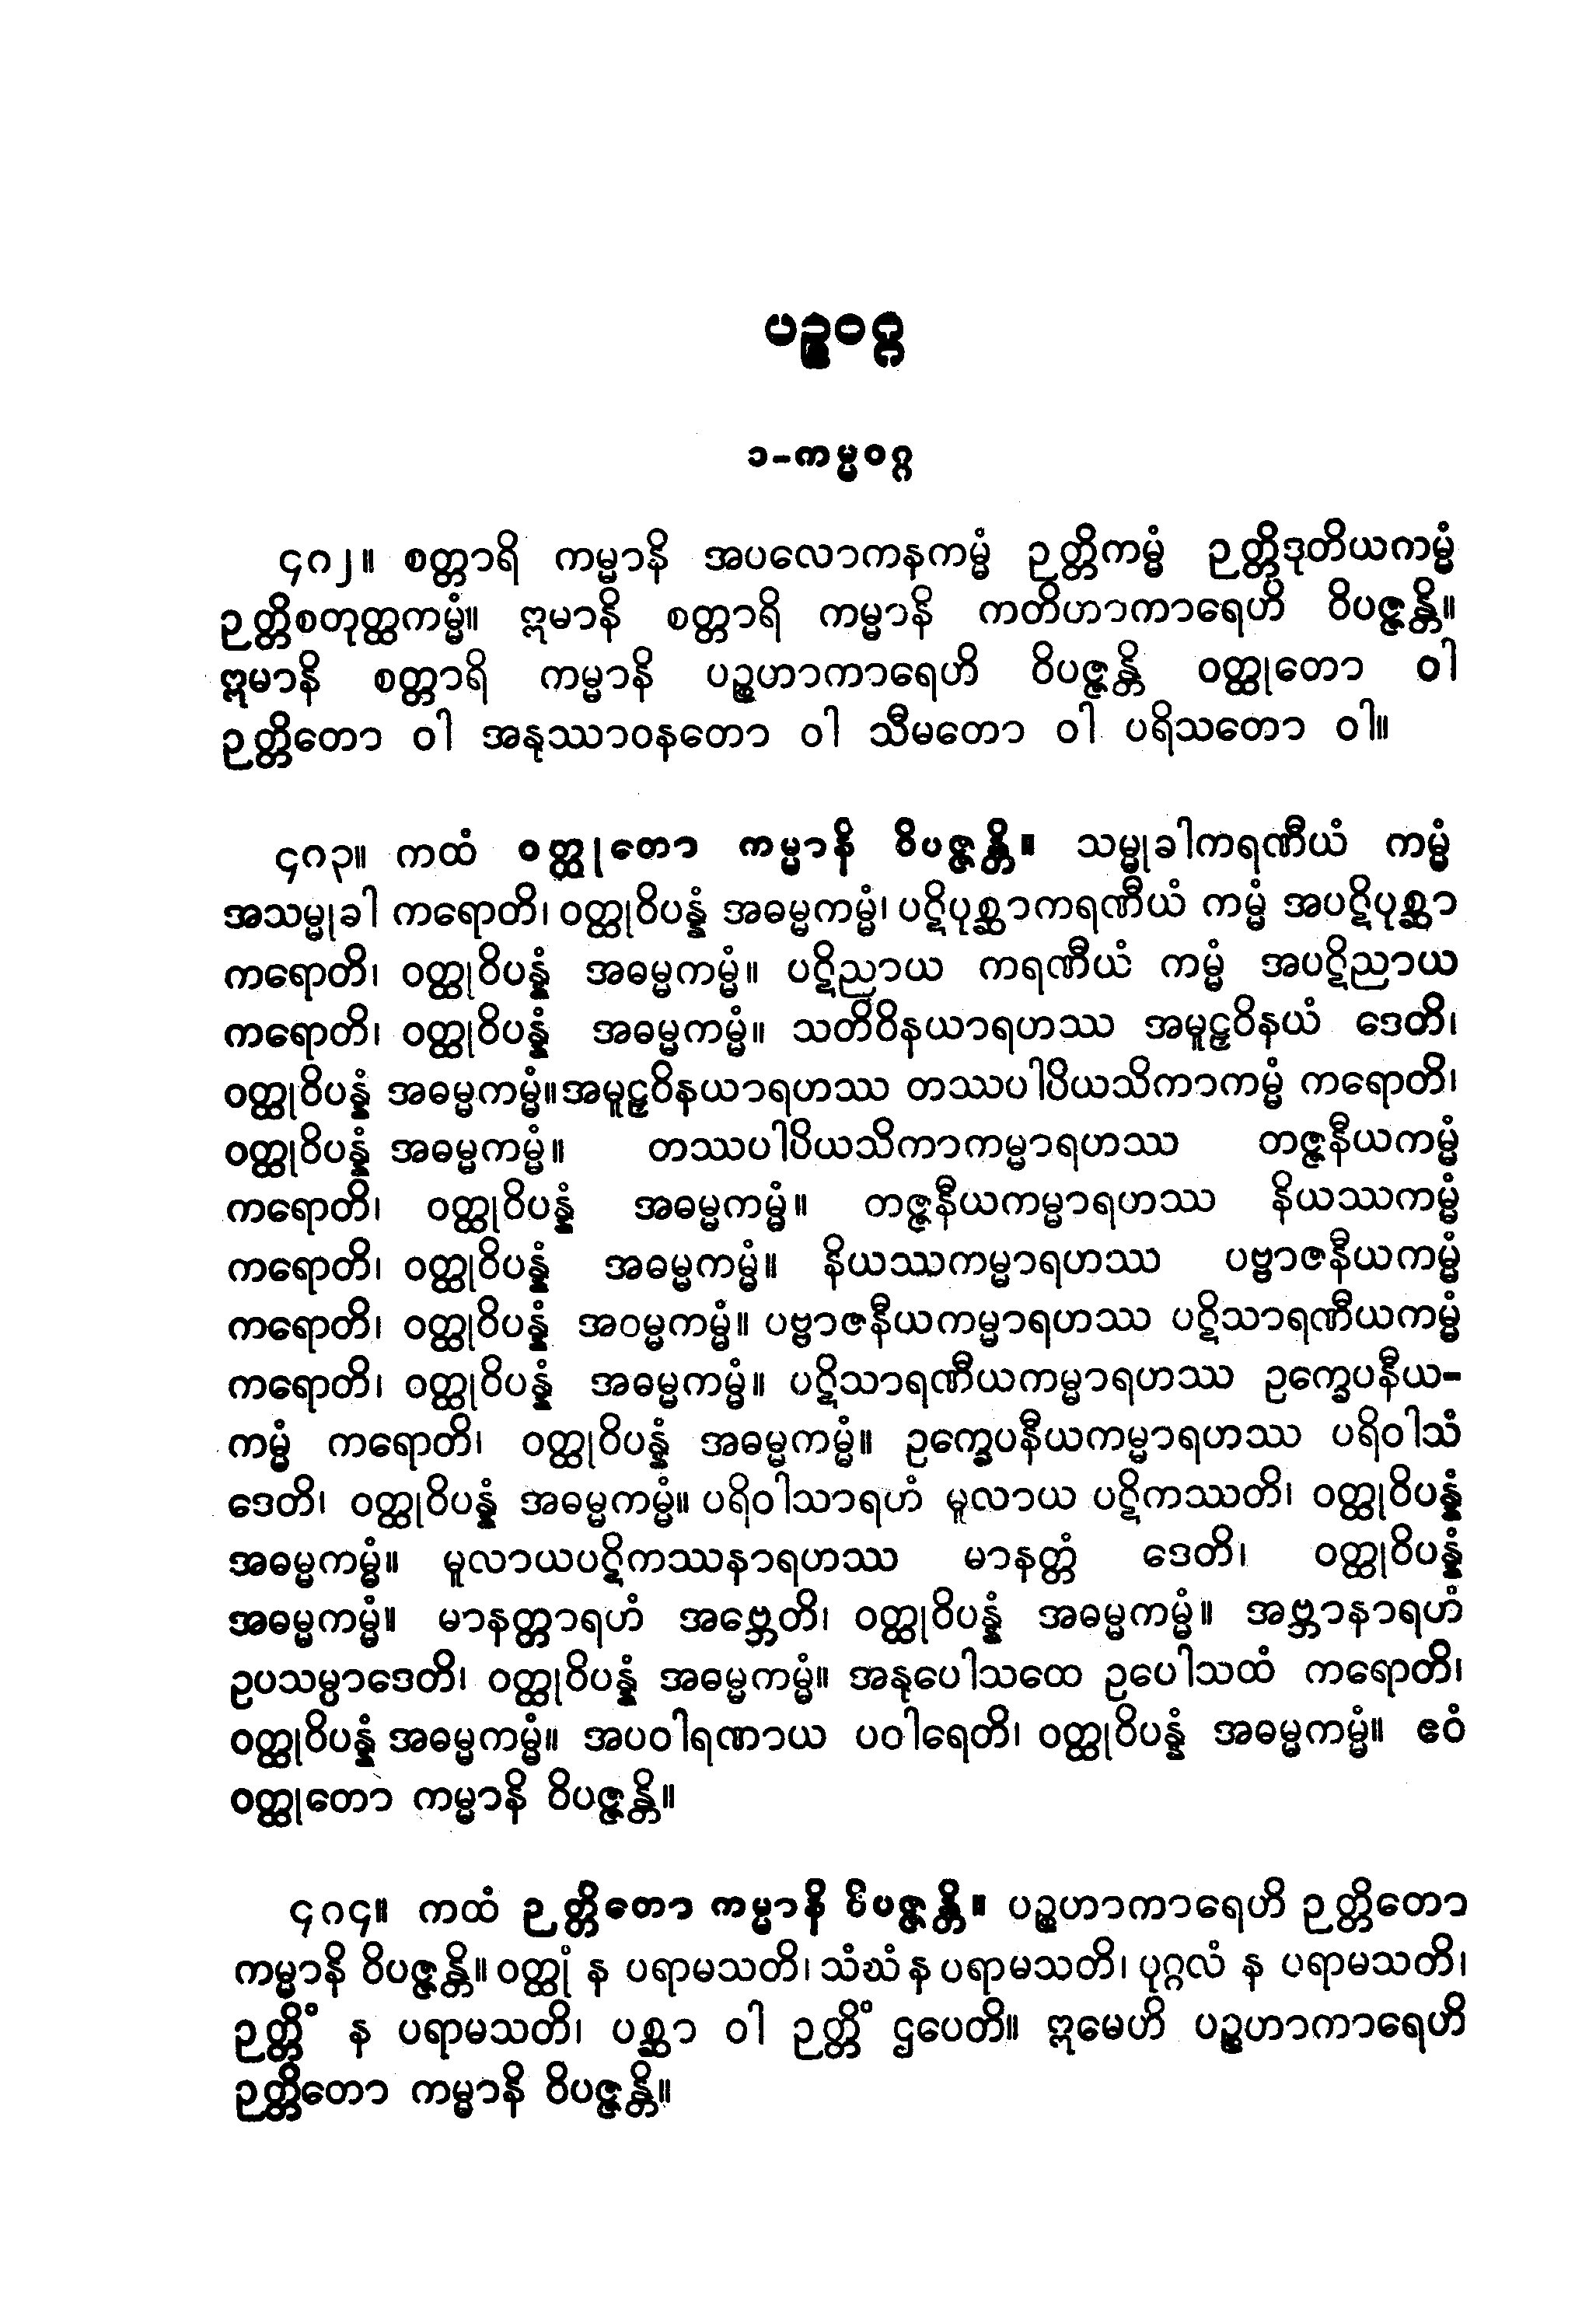 ပဉ္စဝဂ္ဂ
၁-ကမ္မဝဂ္ဂ
၄၈၂။ စတ္တာရိ ကမ္မာနိ အပလောကနကမ္မံ ဉတ္တိကမ္မံ ဉတ္တိဒုတိယကမ္မံ
ဉတ္တိစတုတ္ထကမ္မံ။ ဣမာနိ စတ္တာရိ ကမ္မာနိ ကတိဟာကာရေဟိ ဝိပဇ္ဇန္တိ။
ဣမာနိ စတ္တာရိ ကမ္မာနိ ပဉ္စဟာကာရေဟိ ဝိပဇ္ဇန္တိ ဝတ္ထုတော ဝါ
ဉတ္တိတော ဝါ အနုဿာဝနတော ဝါ သီမတော ဝါ ပရိသတော ဝါ။
၄၈၃။ ကထံ ဝတ္ထုတော ကမ္မာနိ ဝိပဇ္ဇန္တိ။ သမ္မုခါကရဏီယံ ကမ္မံ
အသမ္မုခါ ကရောတိ၊ ဝတ္ထုဝိပန္နံ အဓမ္မကမ္မံ၊ ပဋိပုစ္ဆာကရဏီယံ ကမ္မံ အပဋိပုစ္ဆာ
ကရောတိ၊ ဝတ္ထုဝိပန္နံ အဓမ္မကမ္မံ။ ပဋိညာယ ကရဏီယံ ကမ္မံ အပဋိညာယ
ကရောတိ၊ ဝတ္ထုဝိပန္နံ အဓမ္မကမ္မံ။ သတိဝိနယာရဟဿ အမူဠှဝိနယံ ဒေတိ၊
ဝတ္ထုဝိပန္နံ အဓမ္မကမ္မံ။အမူဠှဝိနယာရဟဿ တဿပါပိယသိကာကမ္မံ ကရောတိ၊
ဝတ္ထုဝိပန္နံ အဓမ္မကမ္မံ။ တဿပါပိယသိကာကမ္မာရဟဿ တဇ္ဇနီယကမ္မံ
ကရောတိ၊ ဝတ္ထုဝိပန္နံ အဓမ္မကမ္မံ။ တဇ္ဇနီယကမ္မာရဟဿ နိယဿကမ္မံ
ကရောတိ၊ ဝတ္ထုဝိပန္နံ အဓမ္မကမ္မံ။ နိယဿကမ္မာရဟဿ ပဗ္ဗာဇနီယကမ္မံ
ကရောတိ၊ ဝတ္ထုဝိပန္နံ အဝမ္မကမ္မံ။ ပဗ္ဗာဇနီယကမ္မာရဟဿ ပဋိသာရဏီယကမ္မံ
ကရောတိ၊ ဝတ္ထုဝိပန္နံ အဓမ္မကမ္မံ။ ပဋိသာရဏီယကမ္မာရဟဿ ဥက္ခေပနီယ-
ကမ္မံ ကရောတိ၊ ဝတ္ထုဝိပန္နံ အဓမ္မကမ္မံ။ ဥက္ခေပနီယကမ္မာရဟဿ ပရိဝါသံ
ဒေတိ၊ ဝတ္ထုဝိပန္နံ အဓမ္မကမ္မံ။ ပရိဝါသာရဟံ မူလာယ ပဋိကဿတိ၊ ဝတ္ထုဝိပန္နံ
အဓမ္မကမ္မံ။ မူလာယပဋိကဿနာရဟဿ မာနတ္တံ ဒေတိ၊ ဝတ္ထုဝိပန္နံ
အဓမ္မကမ္မံ။ မာနတ္တာရဟံ အဗ္ဘေတိ၊ ဝတ္ထုဝိပန္နံ အဓမ္မကမ္မံ။ အဗ္ဘာနာရဟံ
ဥပသမ္ပာဒေတိ၊ ဝတ္ထုဝိပန္နံ အဓမ္မကမ္မံ။ အနုပေါသထေ ဥပေါသထံ ကရောတိ၊
ဝတ္ထုဝိပန္နံ အဓမ္မကမ္မံ။ အပဝါရဏာယ ပဝါရေတိ၊ ဝတ္ထုဝိပန္နံ အဓမ္မကမ္မံ။ ဧဝံ
ဝတ္ထုတော ကမ္မာနိ ဝိပဇ္ဇန္တိ။
၄၈၄။ ကထံ ဉတ္တိတော ကမ္မာနိ ဝိပဇ္ဇန္တိ။ ပဉ္စဟာကာရေဟိ ဉတ္တိတော
ကမ္မာနိ ဝိပဇ္ဇန္တိ။ ဝတ္ထုံ န ပရာမသတိ၊ သံဃံ န ပရာမသတိ၊ ပုဂ္ဂလံ န ပရာမသတိ၊
ဉတ္တိံ န ပရာမသတိ၊ ပစ္ဆာ ဝါ ဉတ္တိံ ဌပေတိ။ ဣမေဟိ ပဉ္စဟာကာရေဟိ
ဉတ္တိတော ကမ္မာနိ ဝိပဇ္ဇန္တိ။